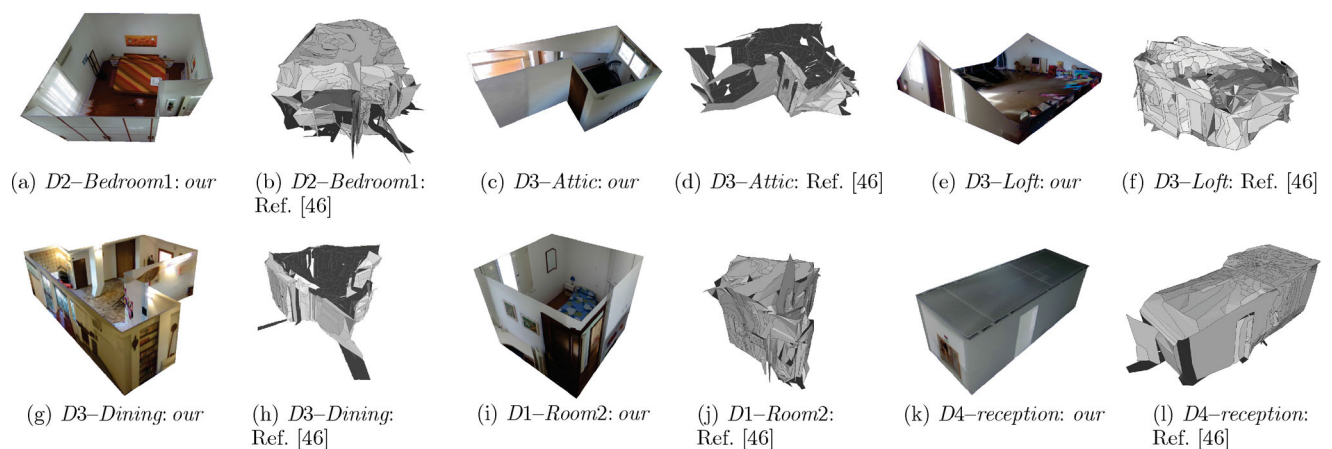 (a) D2–Bedroom1: our
(b) D2–Bedroom1:
Ref. [46]
(c) D3–Attic: our
(d) D3–Attic: Ref. [46]
(e) D3–Loft: our
(f) D3–Loft: Ref. [46]
(g) D3–Dining: our
(h) D3–Dining:
Ref. [46]
(i) D1–Room2: our
(j) D1–Room2:
Ref. [46]
(k) D4–reception: our
(l) D4–reception:
Ref. [46]